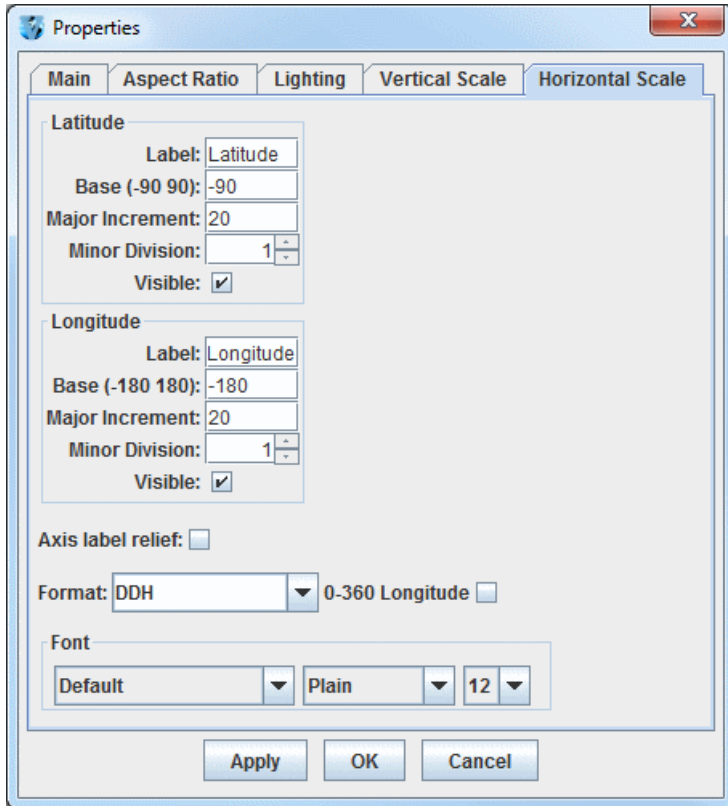 Properties
Main Aspect Ratio Lighting Vertical Scale Horizontal Scale
Latitude
Label: Latitude
Base (-90 90): -90
Major Increment: 20
Minor Division: 1
Visible:
Longitude
Label: Longitude
Base (-180 180): -180
Major Increment: 20
Minor Division: 1
Visible:
Axis label relief:
Format: DDH 0-360 Longitude
Font
Default Plain 12
Apply OK Cancel